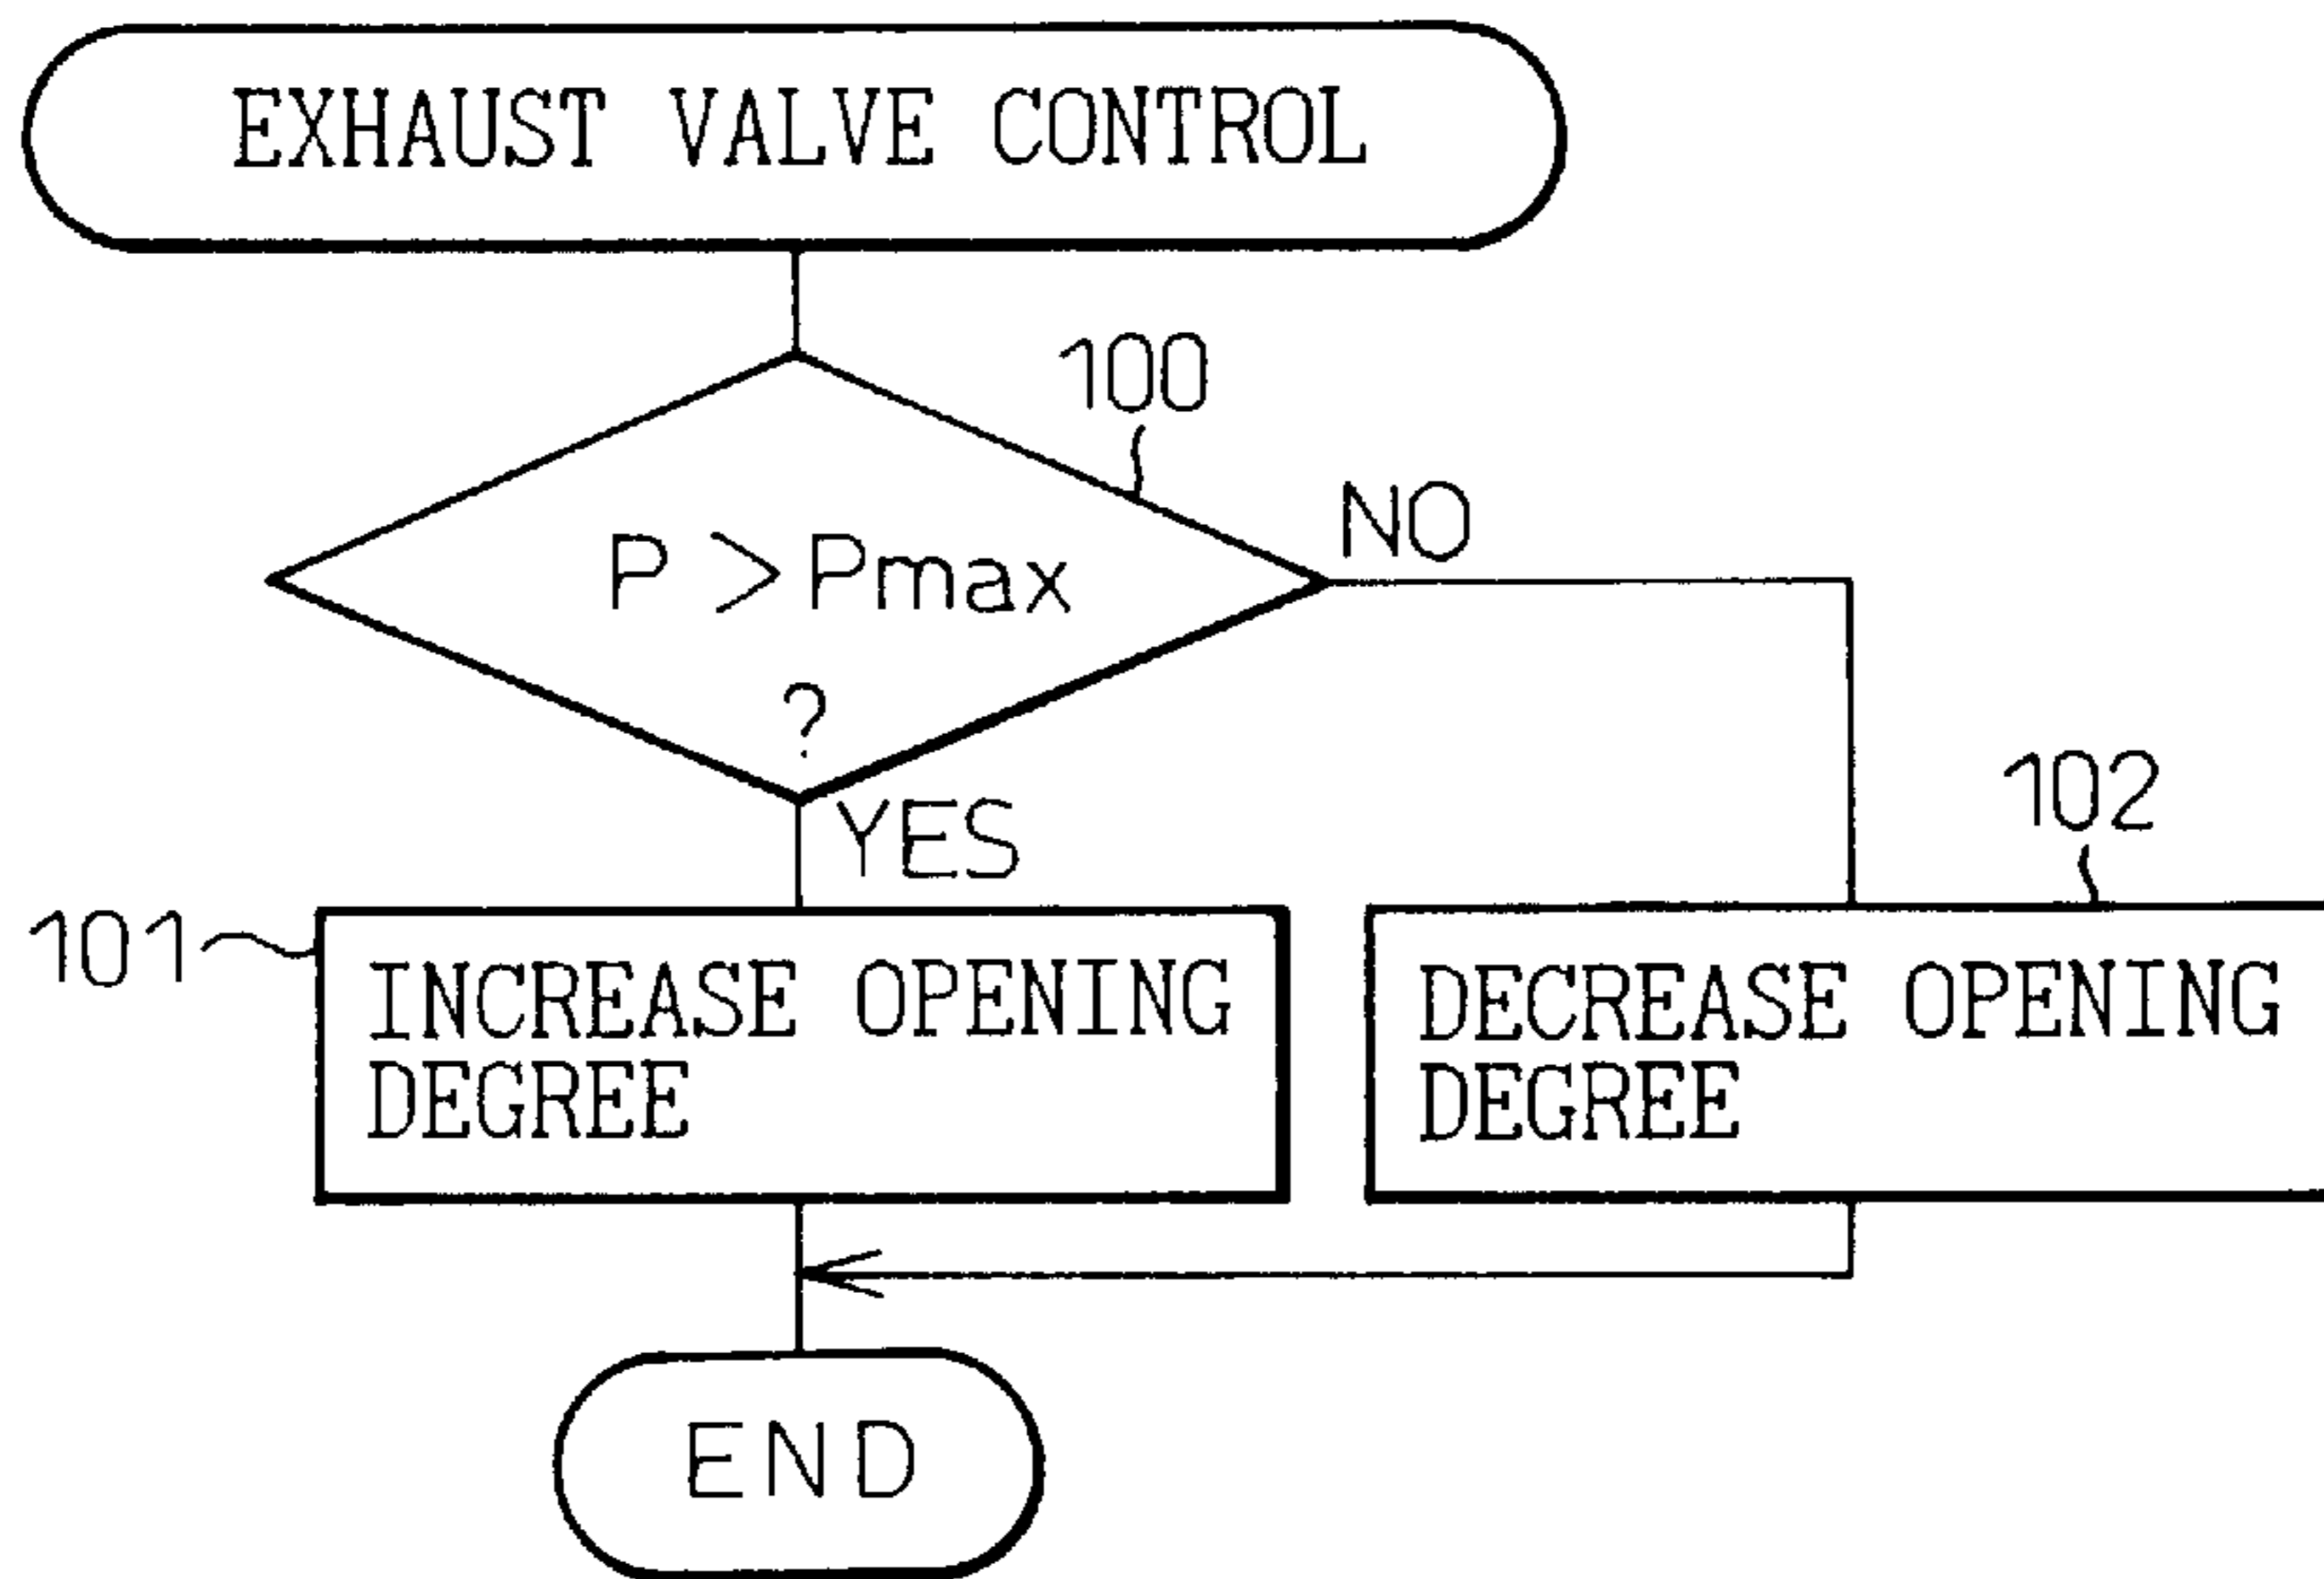 EXHAUST VALVE CONTROL
100
P > Pmax
?
NO
YES
101
INCREASE OPENING
DEGREE
102
DECREASE OPENING
DEGREE
END